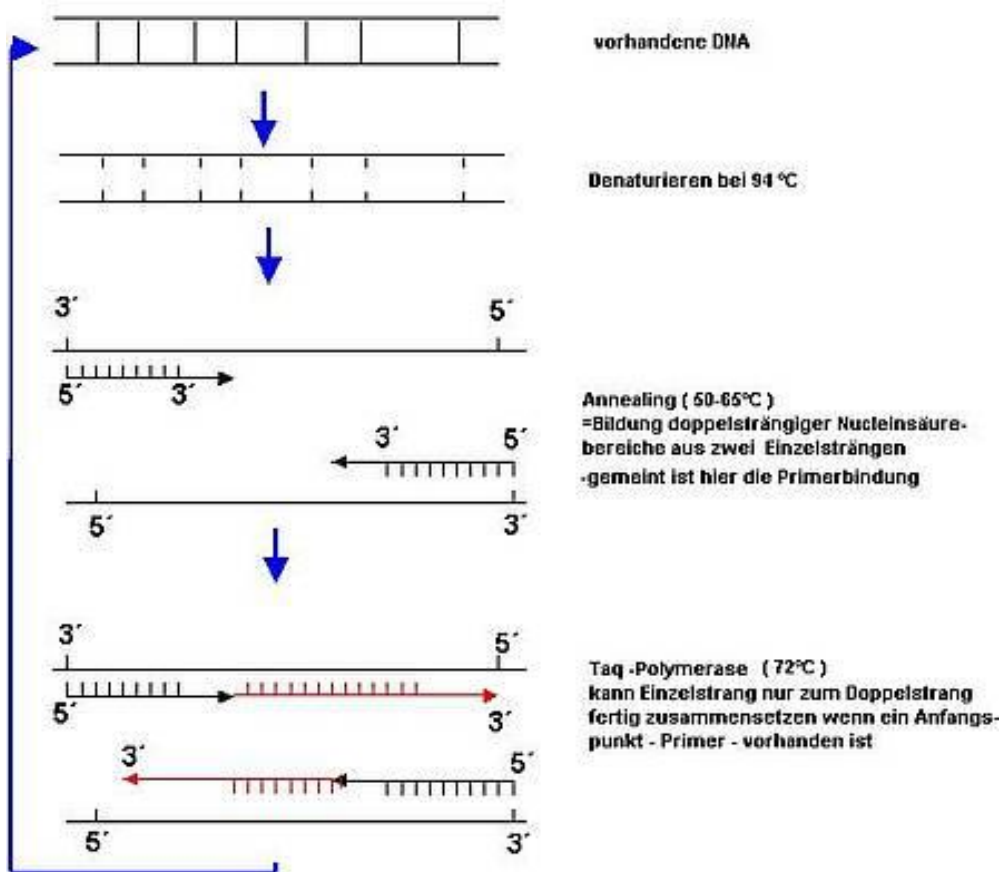 vorhandene DNA
Denaturieren bei 94 °C
3´ 5´
5´ 3´
Annealing ( 50-65°C )
=Bildung doppelsträngiger Nucleinsäure-
bereiche aus zwei Einzelsträngen
-gemeint ist hier die Primerbindung
3´ 5´
5´ 3´
3´ 5´
Taq -Polymerase ( 72°C )
kann Einzelstrang nur zum Doppelstrang
fertig zusammensetzen wenn ein Anfangs-
punkt - Primer - vorhanden ist
5´ 3´
3´ 5´
5´ 3´